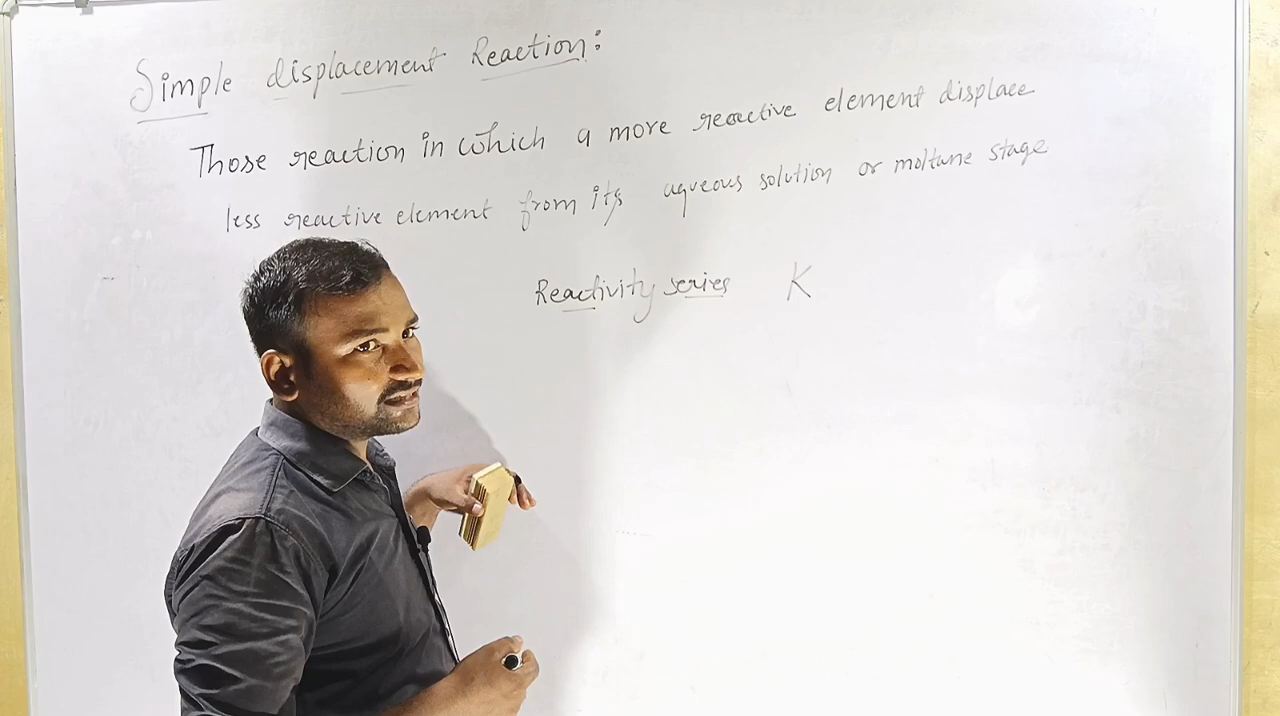 Simple displacement Reaction:
Those reaction in which a more reactive element displace
less reactive element from its aqueous solution or moltune stage
Reactivity series K